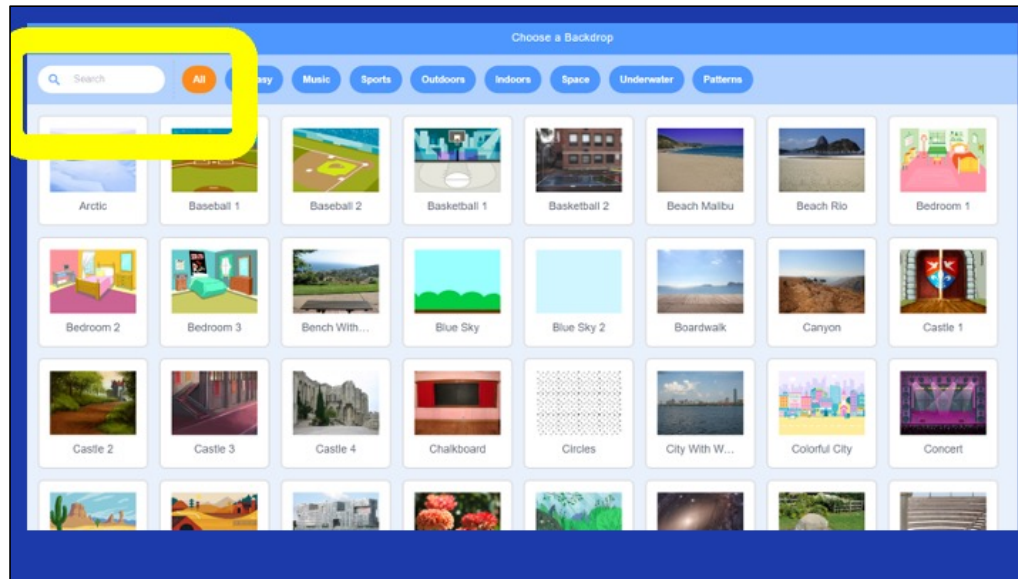 Choose a Backdrop
Search All Music Sports Outdoors Indoors Space Underwater Patterns
Arctic Baseball 1 Baseball 2 Basketball 1 Basketball 2 Beach Malibu Beach Rio Bedroom 1
Bedroom 2 Bedroom 3 Bench With... Blue Sky Blue Sky 2 Boardwalk Canyon Castle 1
Castle 2 Castle 3 Castle 4 Chalkboard Circles City With W... Colorful City Concert